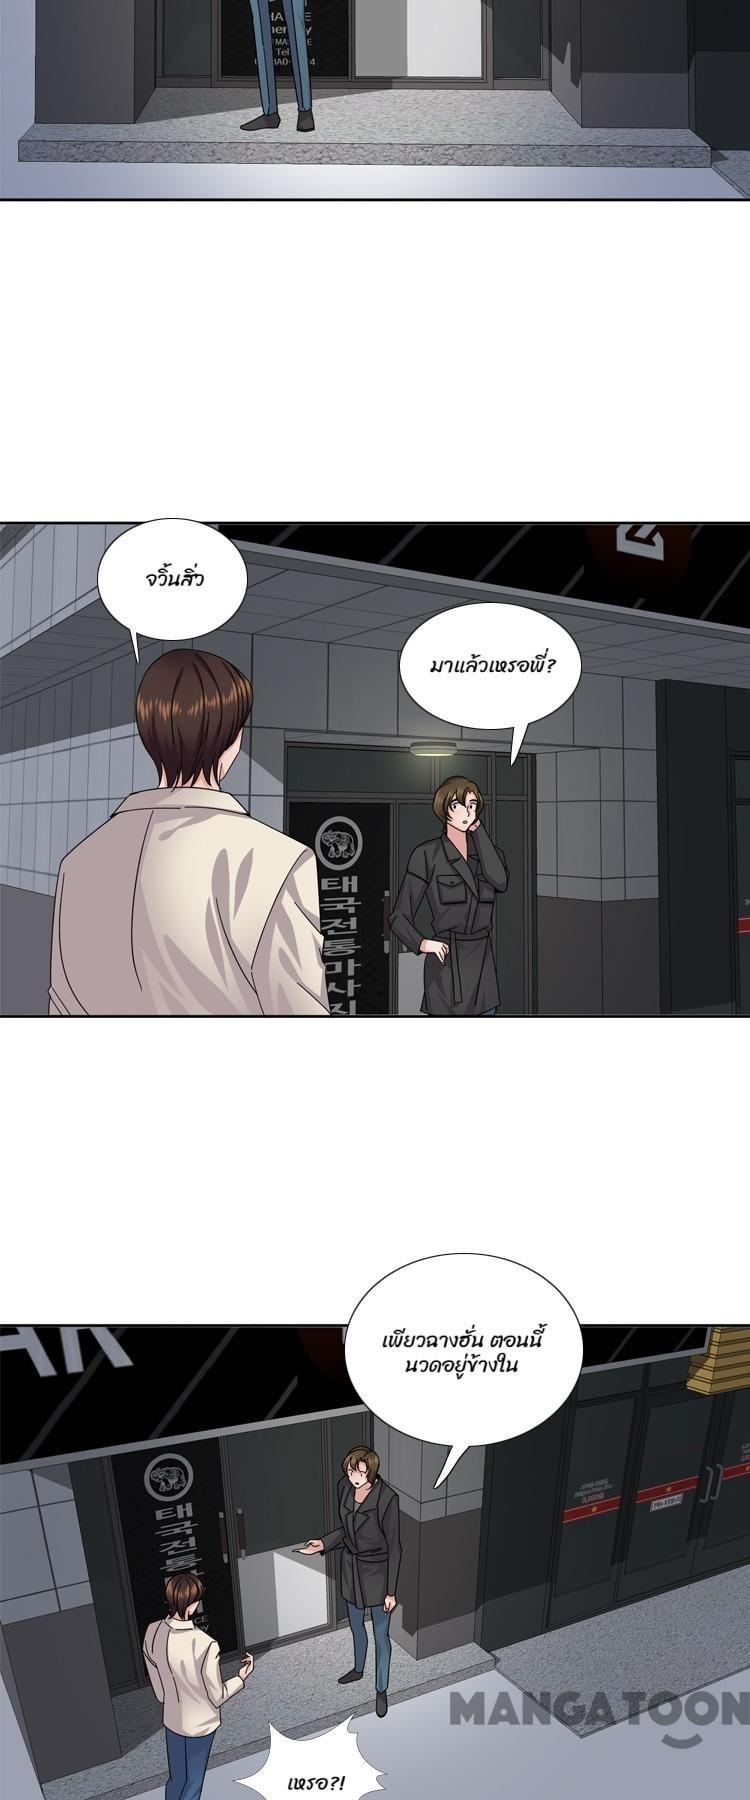 Tel
จวิ้นสิ่ว
มาแล้วเหรอพี่?
태국전통마사지
เพียวฉางฮั่น ตอนนี้
นวดอยู่ข้างใน
태국전통
MANGATOON
เหรอ?!